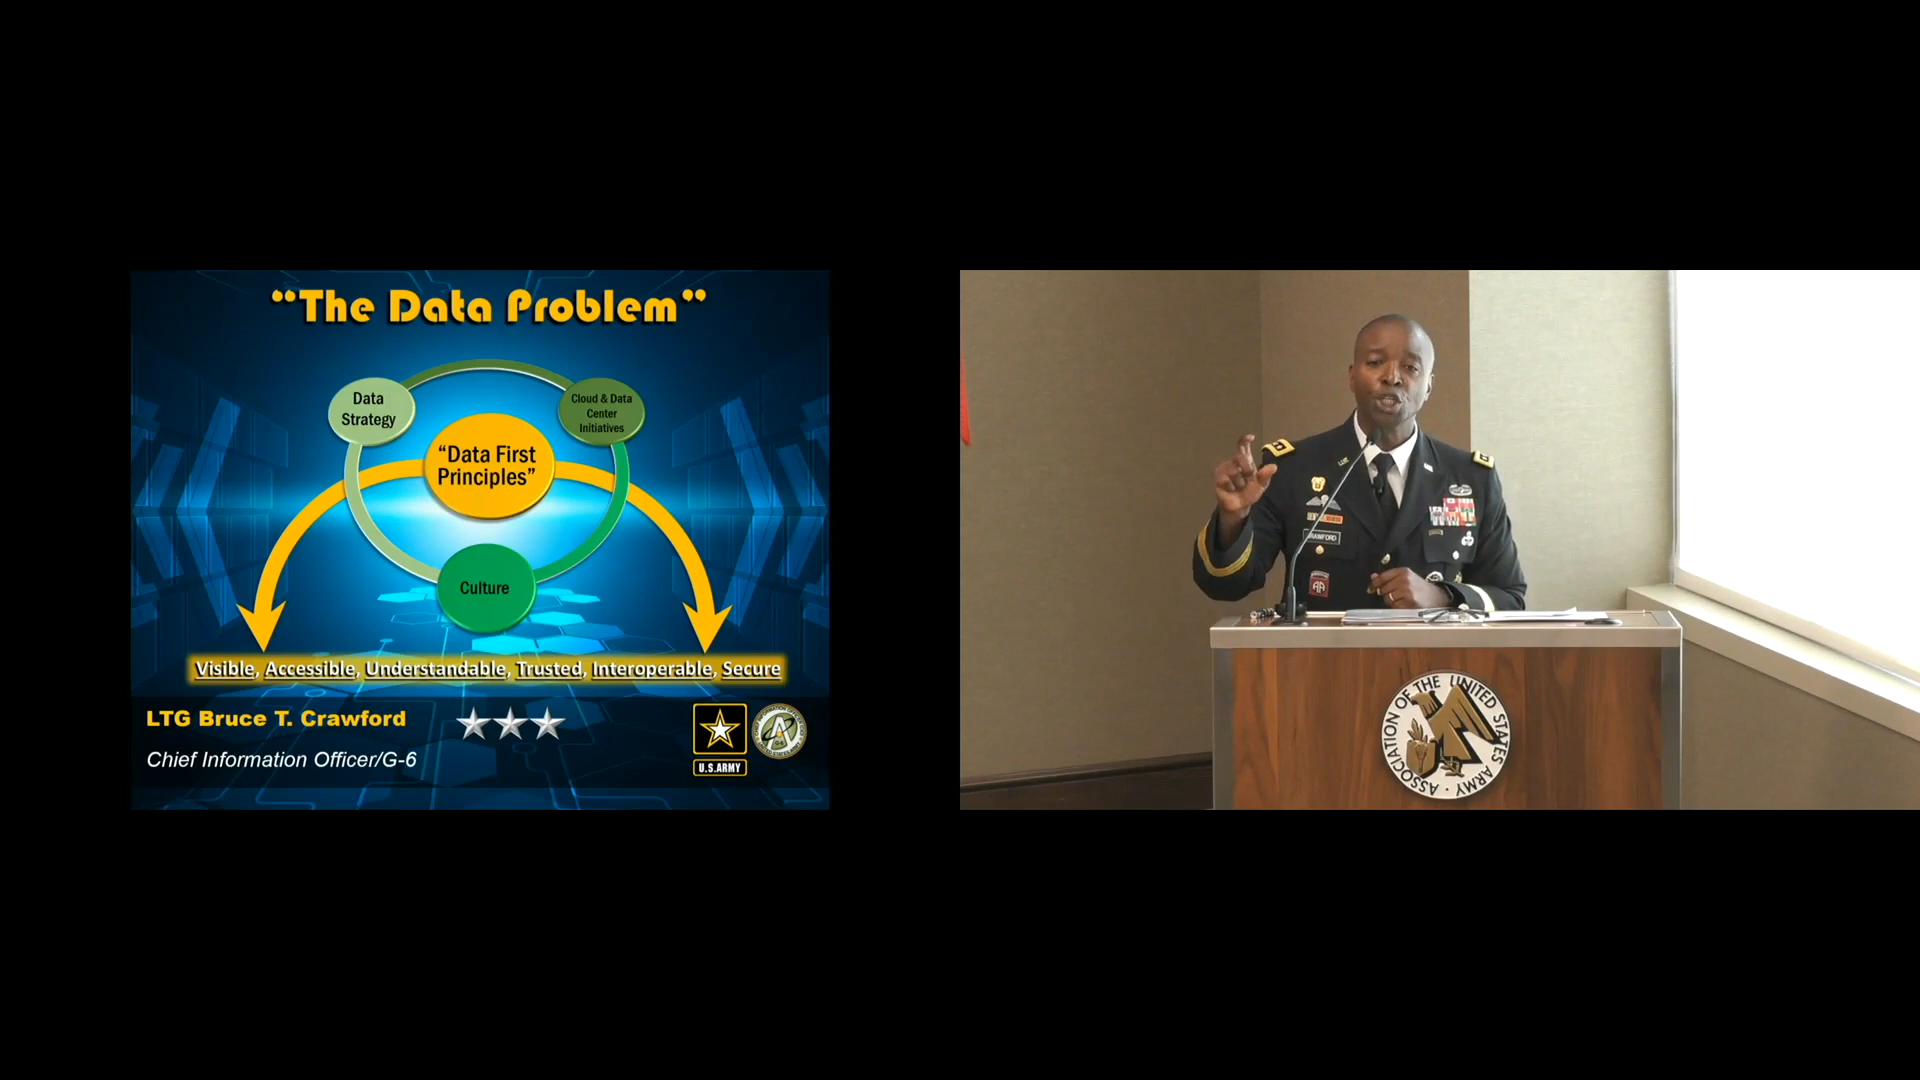 “The Data Problem”
Data
Strategy
Cloud & Data
Center
Initiatives
“Data First
Principles”
Culture
Visible, Accessible, Understandable, Trusted, Interoperable, Secure
LTG Bruce T. Crawford
Chief Information Officer/G-6
U.S.ARMY
CRAWFORD
ASSOCIATION OF THE UNITED STATES ARMY